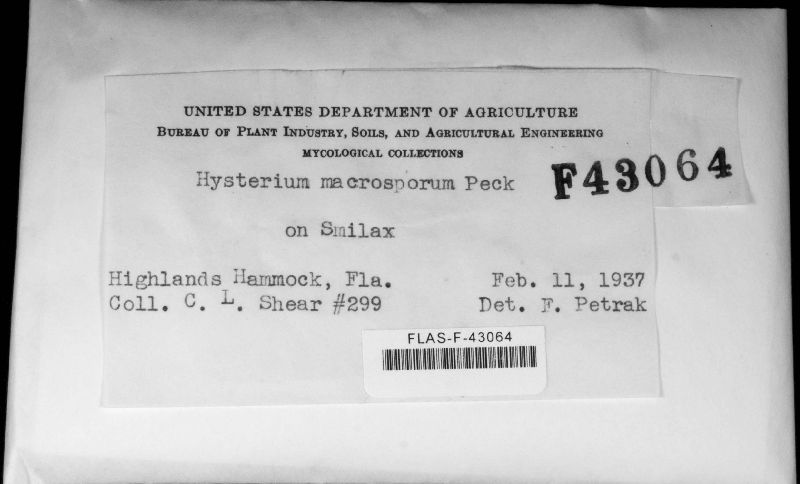 UNITED STATES DEPARTMENT OF AGRICULTURE
BUREAU OF PLANT INDUSTRY, SOILS, AND AGRICULTURAL ENGINEERING
MYCOLOGICAL COLLECTIONS
Hysterium macrosporum Peck
F43064
on Smilax
Highlands Hammock, Fla. Feb. 11, 1937
Coll. C. L. Shear #299 Det. F. Petrak
FLAS-F-43064